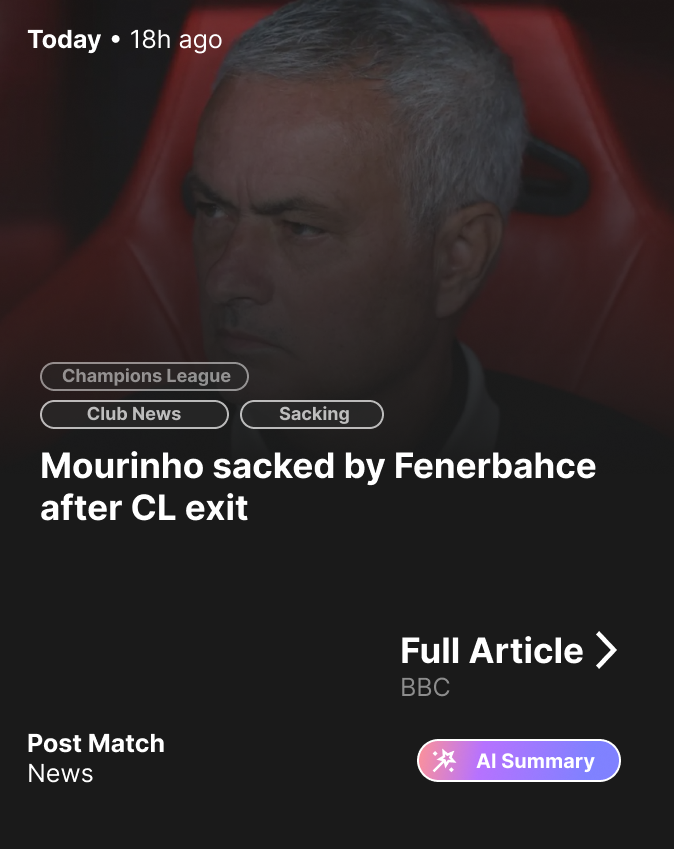 Today • 18h ago
Champions League
Club News
Sacking
Mourinho sacked by Fenerbahce
after CL exit
Full Article
BBC
Post Match
News
AI Summary